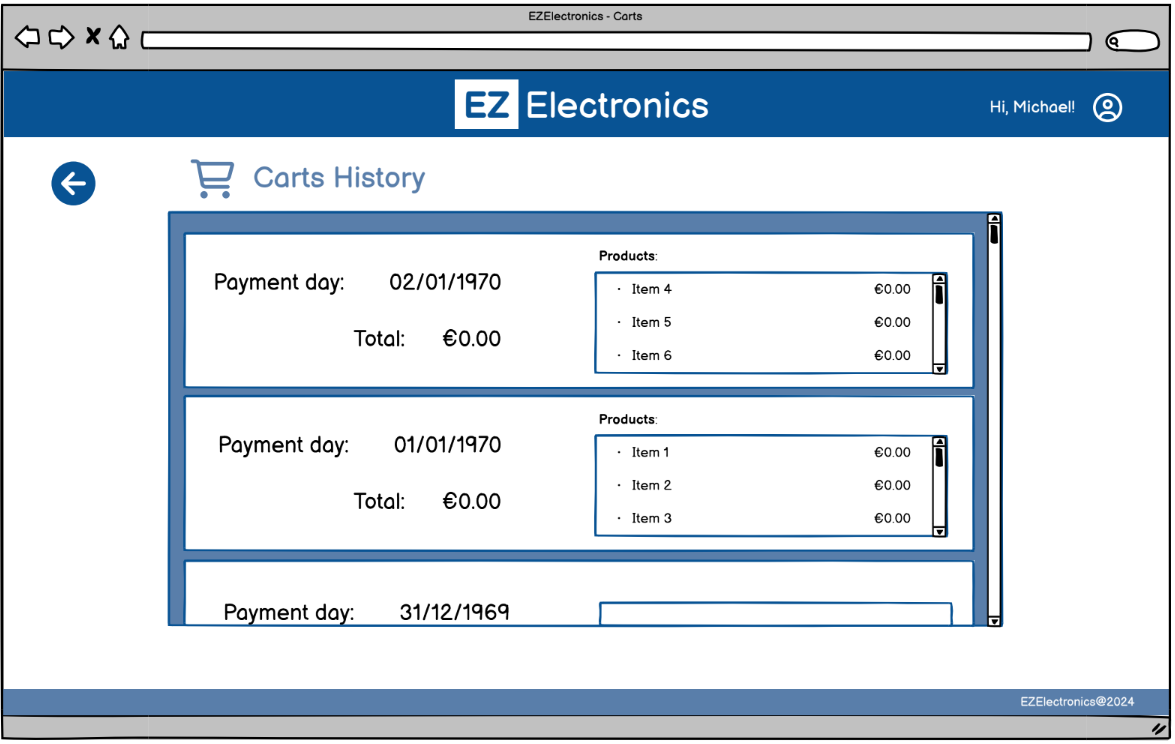 EZElectronics - Carts
EZ Electronics
Hi, Michael!
Carts History
Payment day: 02/01/1970
Total: €0.00
Products:
· Item 4 €0.00
· Item 5 €0.00
· Item 6 €0.00
Payment day: 01/01/1970
Total: €0.00
Products:
· Item 1 €0.00
· Item 2 €0.00
· Item 3 €0.00
Payment day: 31/12/1969
EZElectronics@2024